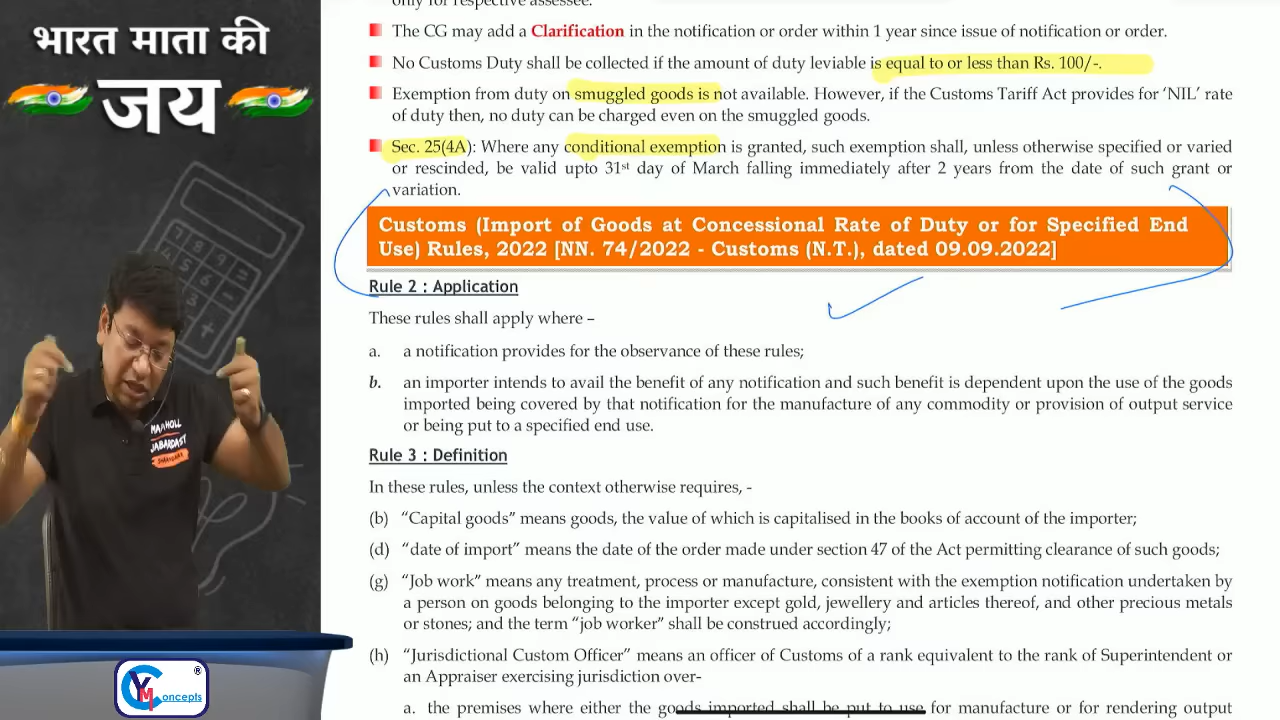 भारत माता की
जय
only for respective assessee.
The CG may add a Clarification in the notification or order within 1 year since issue of notification or order.
No Customs Duty shall be collected if the amount of duty leviable is equal to or less than Rs. 100/-.
Exemption from duty on smuggled goods is not available. However, if the Customs Tariff Act provides for ‘NIL’ rate
of duty then, no duty can be charged even on the smuggled goods.
Sec. 25(4A): Where any conditional exemption is granted, such exemption shall, unless otherwise specified or varied
or rescinded, be valid upto 31st day of March falling immediately after 2 years from the date of such grant or
variation.
Customs (Import of Goods at Concessional Rate of Duty or for Specified End
Use) Rules, 2022 [NN. 74/2022 - Customs (N.T.), dated 09.09.2022]
Rule 2 : Application
These rules shall apply where –
a. a notification provides for the observance of these rules;
b. an importer intends to avail the benefit of any notification and such benefit is dependent upon the use of the goods
imported being covered by that notification for the manufacture of any commodity or provision of output service
or being put to a specified end use.
Rule 3 : Definition
In these rules, unless the context otherwise requires, -
(b) “Capital goods” means goods, the value of which is capitalised in the books of account of the importer;
(d) “date of import” means the date of the order made under section 47 of the Act permitting clearance of such goods;
(g) “Job work” means any treatment, process or manufacture, consistent with the exemption notification undertaken by
a person on goods belonging to the importer except gold, jewellery and articles thereof, and other precious metals
or stones; and the term “job worker” shall be construed accordingly;
(h) “Jurisdictional Custom Officer” means an officer of Customs of a rank equivalent to the rank of Superintendent or
an Appraiser exercising jurisdiction over-
a. the premises where either the goods imported shall be put to use for manufacture or for rendering output
MAAHOLL
JABARDAST
YM Concepts